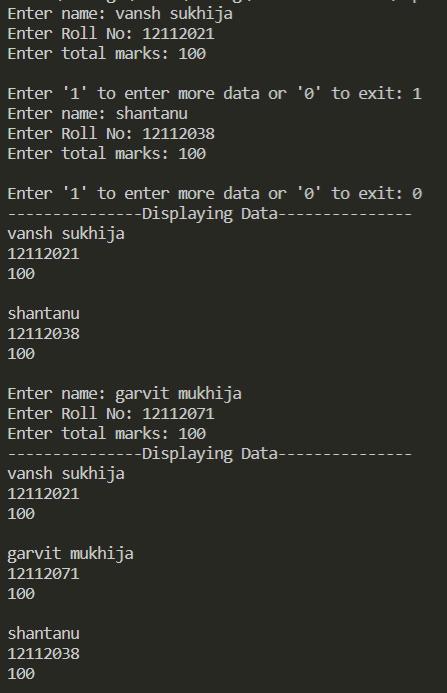 Enter name: vansh sukhija
Enter Roll No: 12112021
Enter total marks: 100

Enter '1' to enter more data or '0' to exit: 1
Enter name: shantanu
Enter Roll No: 12112038
Enter total marks: 100

Enter '1' to enter more data or '0' to exit: 0
---------------Displaying Data---------------
vansh sukhija
12112021
100

shantanu
12112038
100

Enter name: garvit mukhija
Enter Roll No: 12112071
Enter total marks: 100
---------------Displaying Data---------------
vansh sukhija
12112021
100

garvit mukhija
12112071
100

shantanu
12112038
100